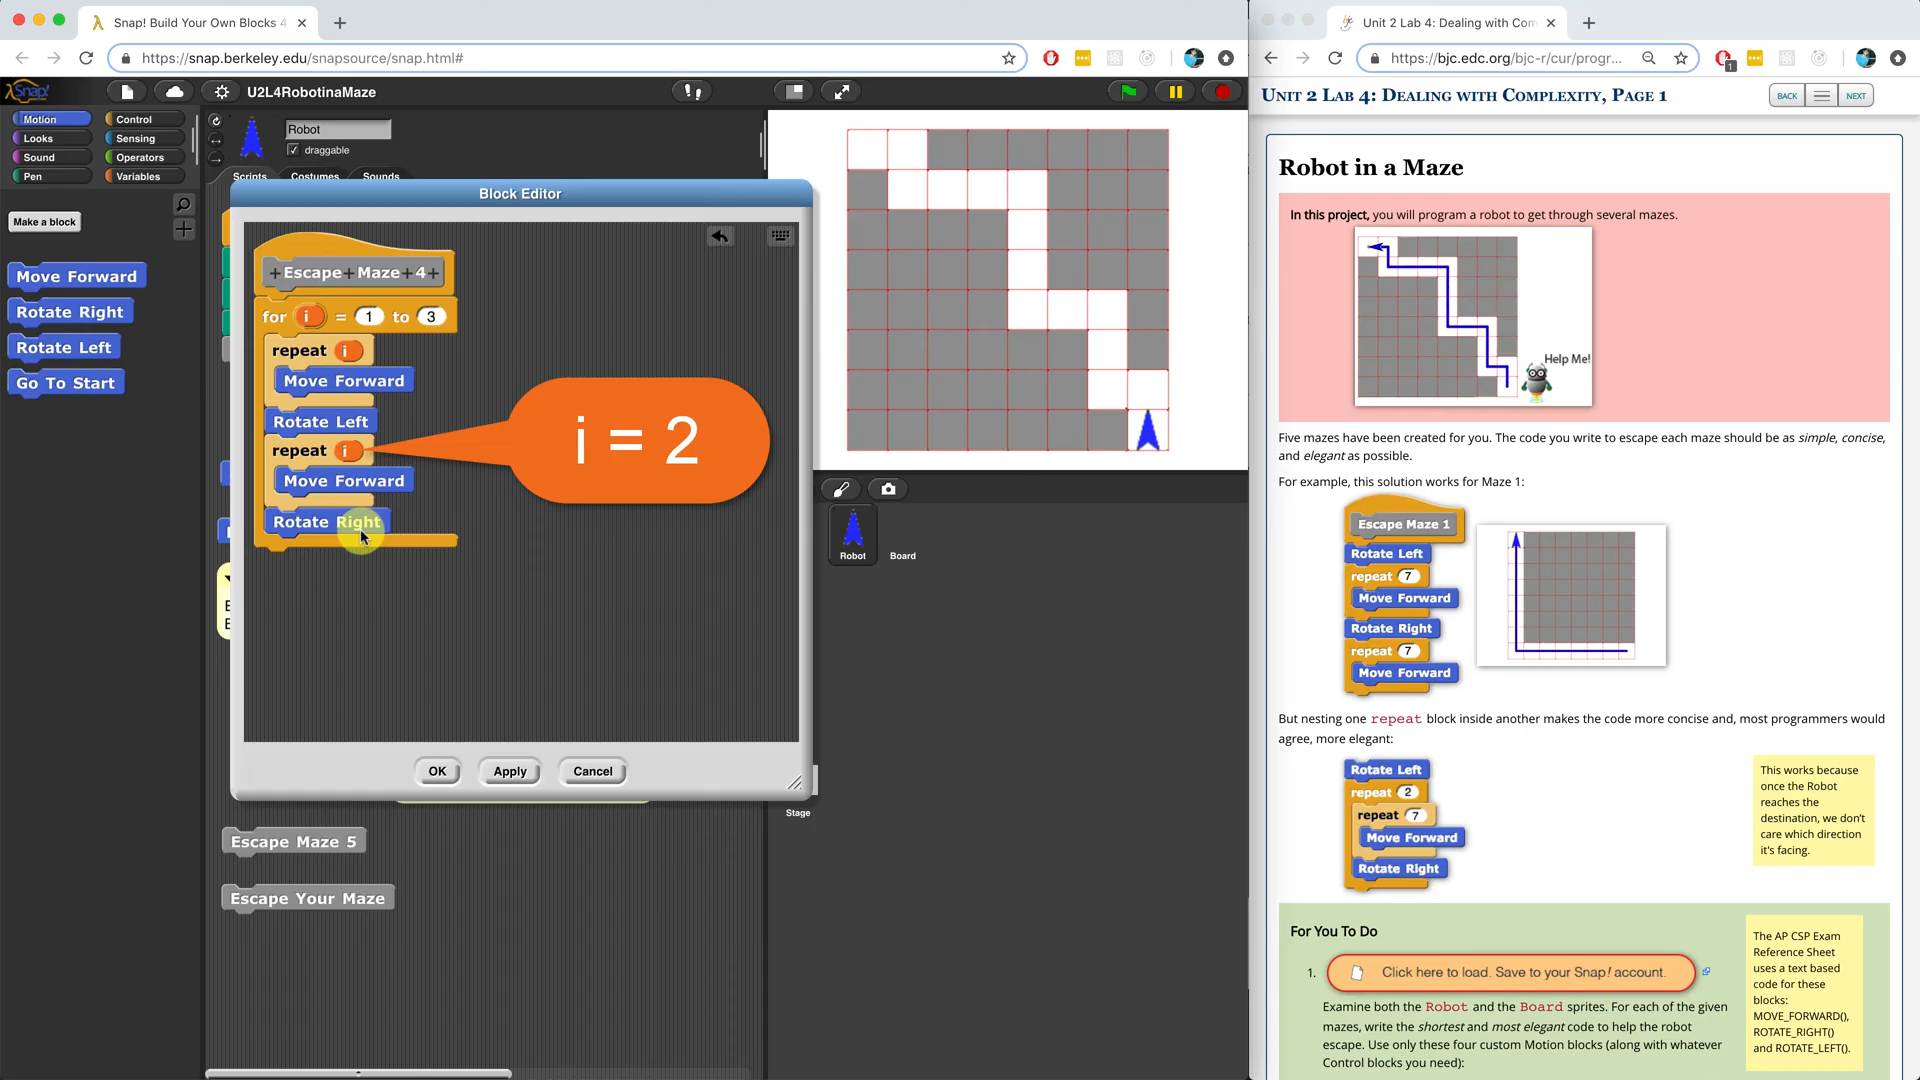 Snap! Build Your Own Blocks 4
https://snap.berkeley.edu/snapsource/snap.html#
Snap!
U2L4RobotinaMaze
Motion
Looks
Sound
Pen
Control
Sensing
Operators
Variables
Make a block
Move Forward
Rotate Right
Rotate Left
Go To Start
Robot
draggable
Scripts
Costumes
Sounds
Block Editor
+Escape+ Maze +4+
for i = 1 to 3
repeat i
Move Forward
Rotate Left
repeat i
Move Forward
Rotate Right
i = 2
OK
Apply
Cancel
Escape Maze 5
Escape Your Maze
Robot
Board
Stage
Unit 2 Lab 4: Dealing with Com
https://bjc.edc.org/bjc-r/cur/progr...
1
Unit 2 Lab 4: Dealing with Complexity, Page 1
BACK
NEXT
Robot in a Maze
In this project, you will program a robot to get through several mazes.
Help Me!
Five mazes have been created for you. The code you write to escape each maze should be as simple, concise,
and elegant as possible.
For example, this solution works for Maze 1:
Escape Maze 1
Rotate Left
repeat 7
Move Forward
Rotate Right
repeat 7
Move Forward
But nesting one repeat block inside another makes the code more concise and, most programmers would
agree, more elegant:
Rotate Left
repeat 2
repeat 7
Move Forward
Rotate Right
This works because
once the Robot
reaches the
destination, we don't
care which direction
it's facing.
For You To Do
1.
Click here to load. Save to your Snap! account.
Examine both the Robot and the Board sprites. For each of the given
mazes, write the shortest and most elegant code to help the robot
escape. Use only these four custom Motion blocks (along with whatever
Control blocks you need):
The AP CSP Exam
Reference Sheet
uses a text based
code for these
blocks:
MOVE_FORWARD(),
ROTATE_RIGHT()
and ROTATE_LEFT().